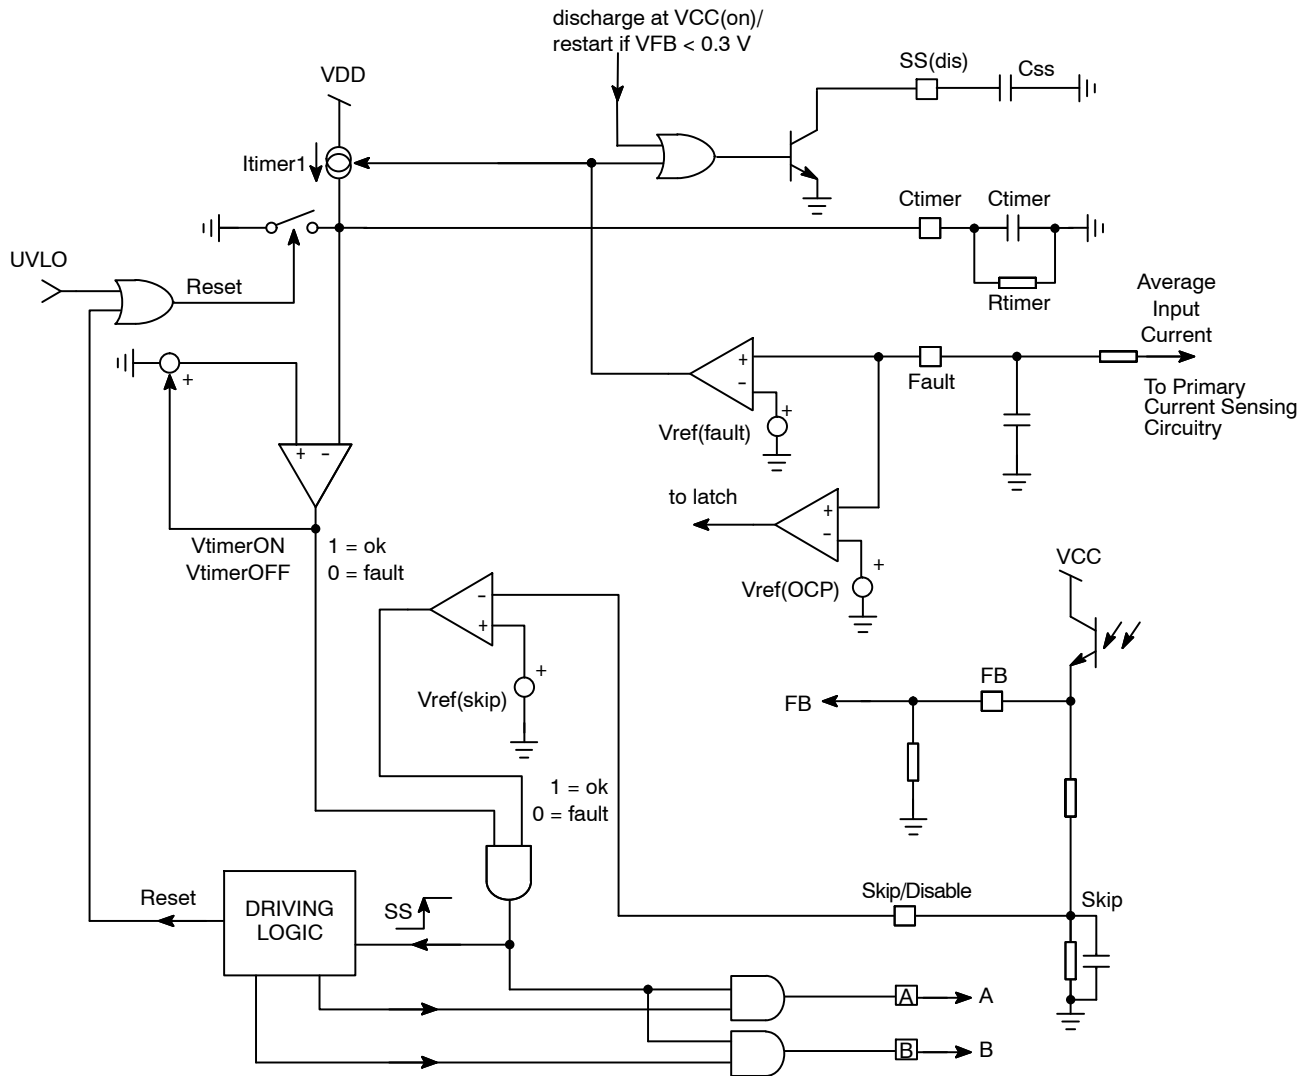 discharge at VCC(on)/
restart if VFB < 0.3 V
SS(dis)
Css
VDD
Itimer1
Ctimer
Ctimer
UVLO
Reset
Rtimer
Average
Input
Current
+
+
-
Fault
To Primary
Current Sensing
Circuitry
+
Vref(fault)
+ -
to latch
+
-
VtimerON
VtimerOFF
1 = ok
0 = fault
+
Vref(OCP)
VCC
-
+
+
Vref(skip)
FB
FB
1 = ok
0 = fault
Reset
DRIVING
LOGIC
SS
Skip/Disable
Skip
A
A
B
B